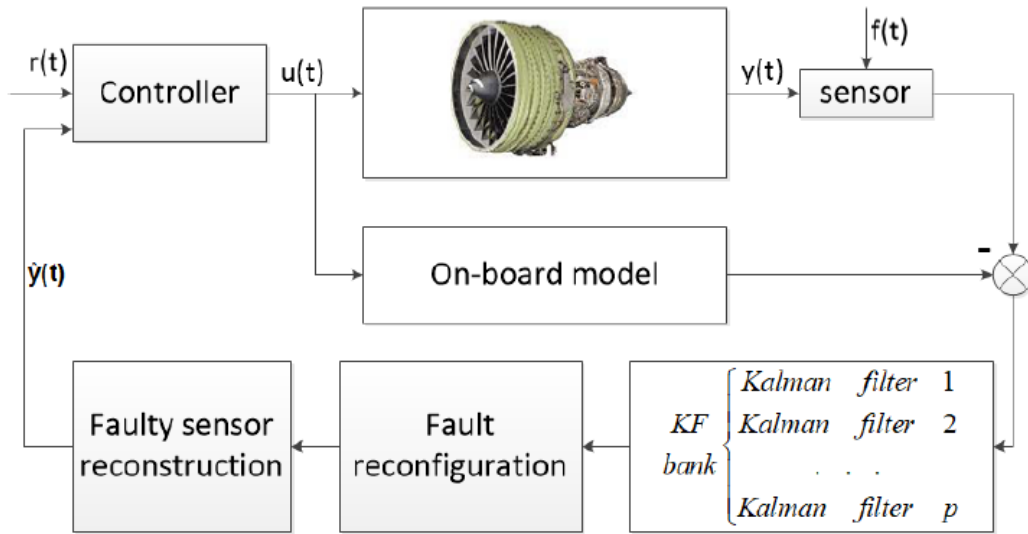 r(t)
Controller
u(t)
y(t)
f(t)
sensor
-
On-board model
ŷ(t)
Faulty sensor
reconstruction
Fault
reconfiguration
KF
bank
Kalman filter 1
Kalman filter 2
. . .
Kalman filter p